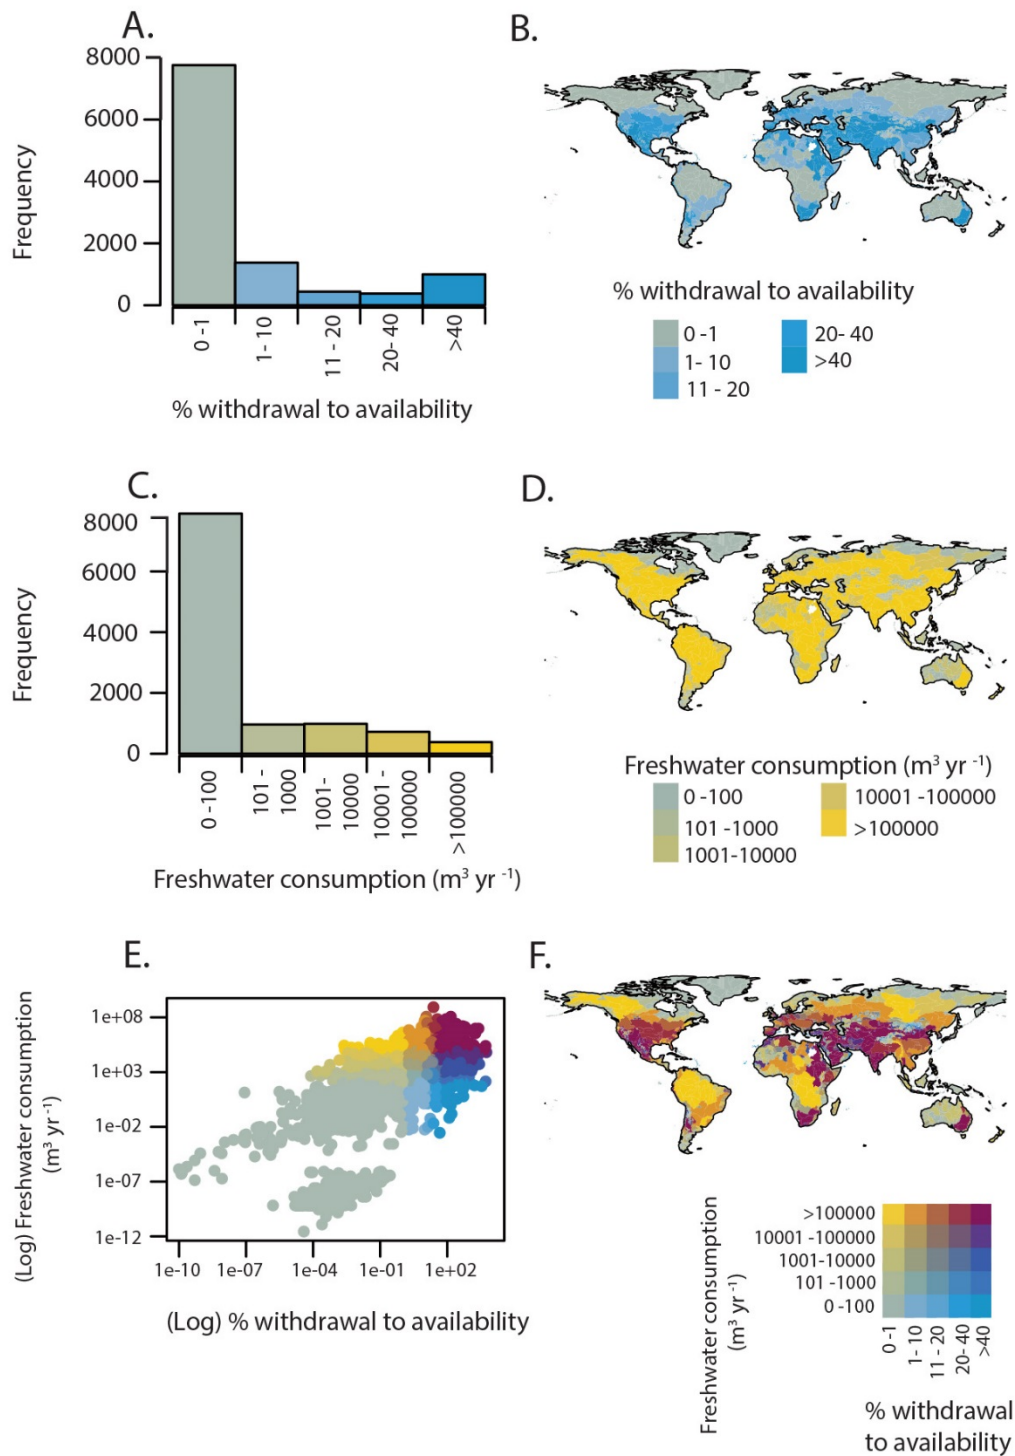 A.
8000
6000
4000
2000
0
Frequency
0 -1
1- 10
11 - 20
20- 40
>40
% withdrawal to availability
B.
% withdrawal to availability
0 -1
1- 10
11 - 20
20- 40
>40
C.
8000
6000
4000
2000
0
Frequency
0 -100
101 -
1000
1001-
10000
10001 -
100000
>100000
Freshwater consumption (m³ yr ⁻¹)
D.
Freshwater consumption (m³ yr ⁻¹)
0 -100
101 -1000
1001-10000
10001 -100000
>100000
E.
1e+08
1e+03
1e-02
1e-07
1e-12
(Log) Freshwater consumption
(m³ yr ⁻¹)
1e-10
1e-07
1e-04
1e-01
1e+02
(Log) % withdrawal to availability
F.
Freshwater consumption
(m³ yr ⁻¹)
>100000
10001 -100000
1001-10000
101 -1000
0 -100
0 -1
1- 10
11 - 20
20- 40
>40
% withdrawal
to availability